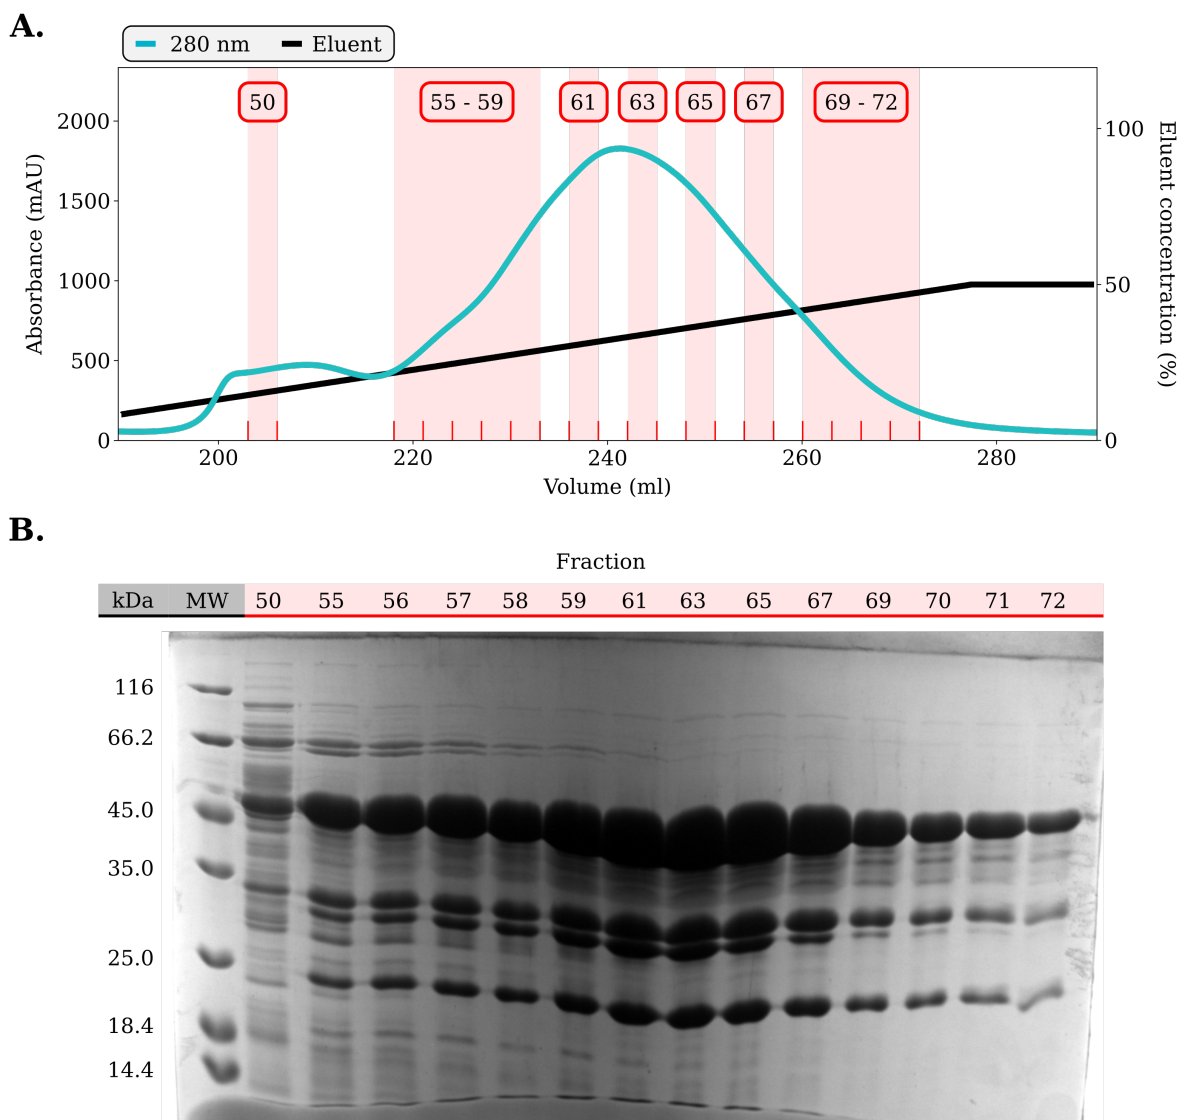 A.
280 nm Eluent
50 55 - 59 61 63 65 67 69 - 72
2000
1500
1000
500
0
Absorbance (mAU)
100
50
0
Eluent concentration (%)
200 220 240 260 280
Volume (ml)
B.
Fraction
kDa MW 50 55 56 57 58 59 61 63 65 67 69 70 71 72
116
66.2
45.0
35.0
25.0
18.4
14.4